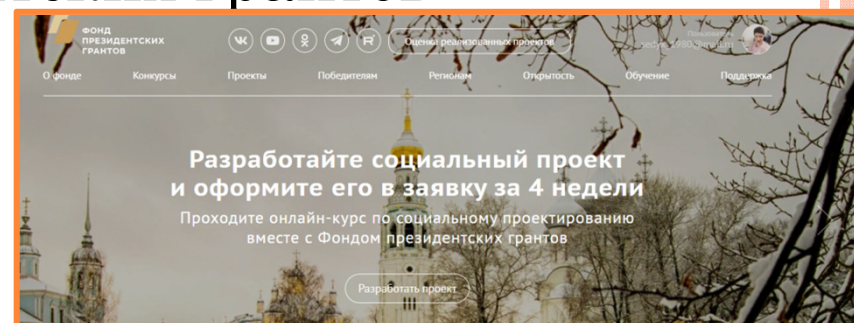 ФОНД
ПРЕЗИДЕНТСКИХ
ГРАНТОВ
Оценка реализованных проектов
Пользователь
О фонде Конкурсы Проекты Победителям Регионам Открытость Обучение Поддержка
Разработайте социальный проект
и оформите его в заявку за 4 недели
Проходите онлайн-курс по социальному проектированию
вместе с Фондом президентских грантов
Разработать проект